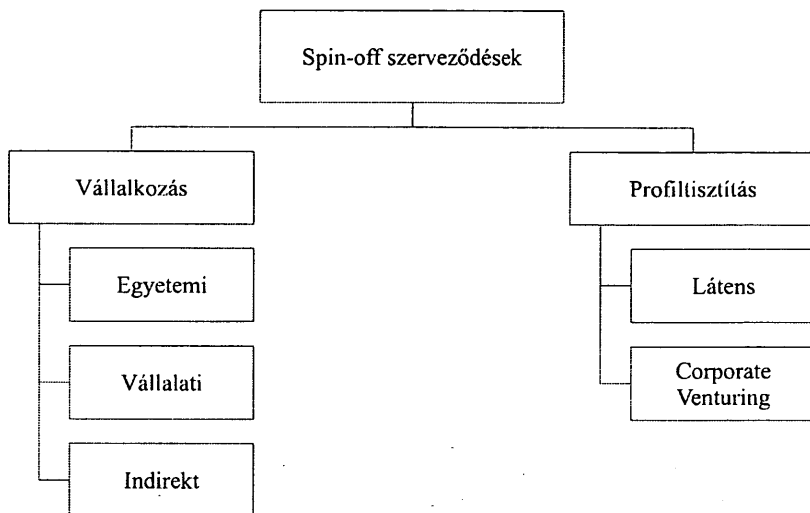 Spin-off szerveződések
Vállalkozás
Profiltisztítás
Egyetemi
Látens
Vállalati
Corporate
Venturing
Indirekt